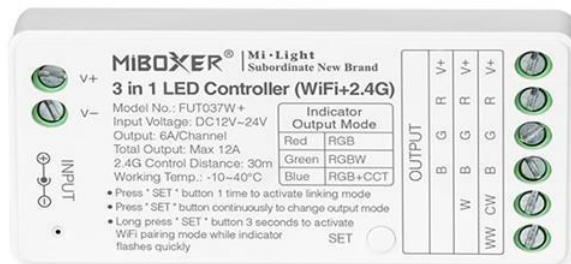 MiBOXER® Mi·Light
Subordinate New Brand
3 in 1 LED Controller (WiFi+2.4G)
Model No.: FUT037W+
Input Voltage: DC12V~24V
Output: 6A/Channel
Total Output: Max 12A
2.4G Control Distance: 30m
Working Temp.: -10~40°C
Indicator Output Mode
Red RGB
Green RGBW
Blue RGB+CCT
• Press "SET" button 1 time to activate linking mode
• Press "SET" button continuously to change output mode
• Long press "SET" button 3 seconds to activate
WiFi pairing mode while indicator
flashes quickly
SET
V+
V−
INPUT
OUTPUT
V+ V+ V+
R R R
G G G
B B B
W CW
WW